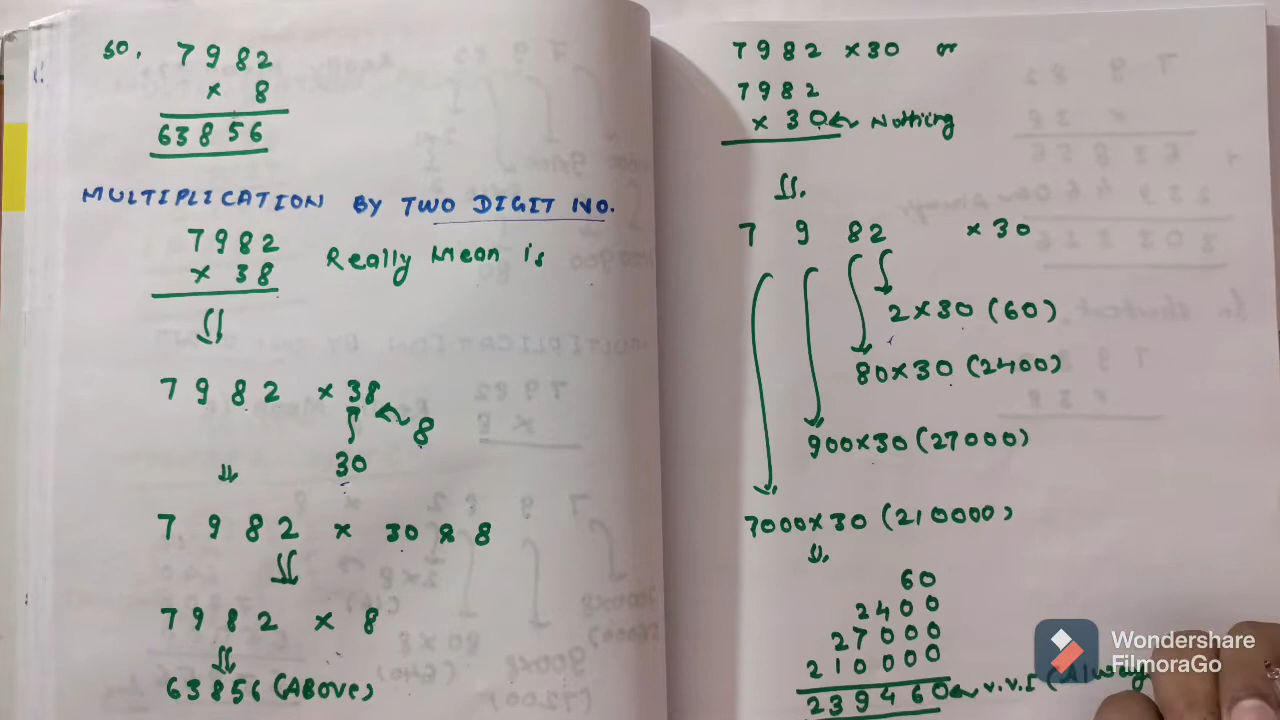 so. 7982
× 8
63856
MULTIPLICATION BY TWO DIGIT NO.
7982
× 38
Really Mean is
7982 × 38
8
30
7982 × 30 & 8
7982 × 8
63856 (ABOVE)
7982 × 30 or
7982
× 30 Nothing
7 9 82 × 30
2×30 (60)
80×30 (2400)
900×30 (27000)
7000×30 (210000)
60
2400
27000
210000
239460 v.v.I (Always
Wondershare
FilmoraGo